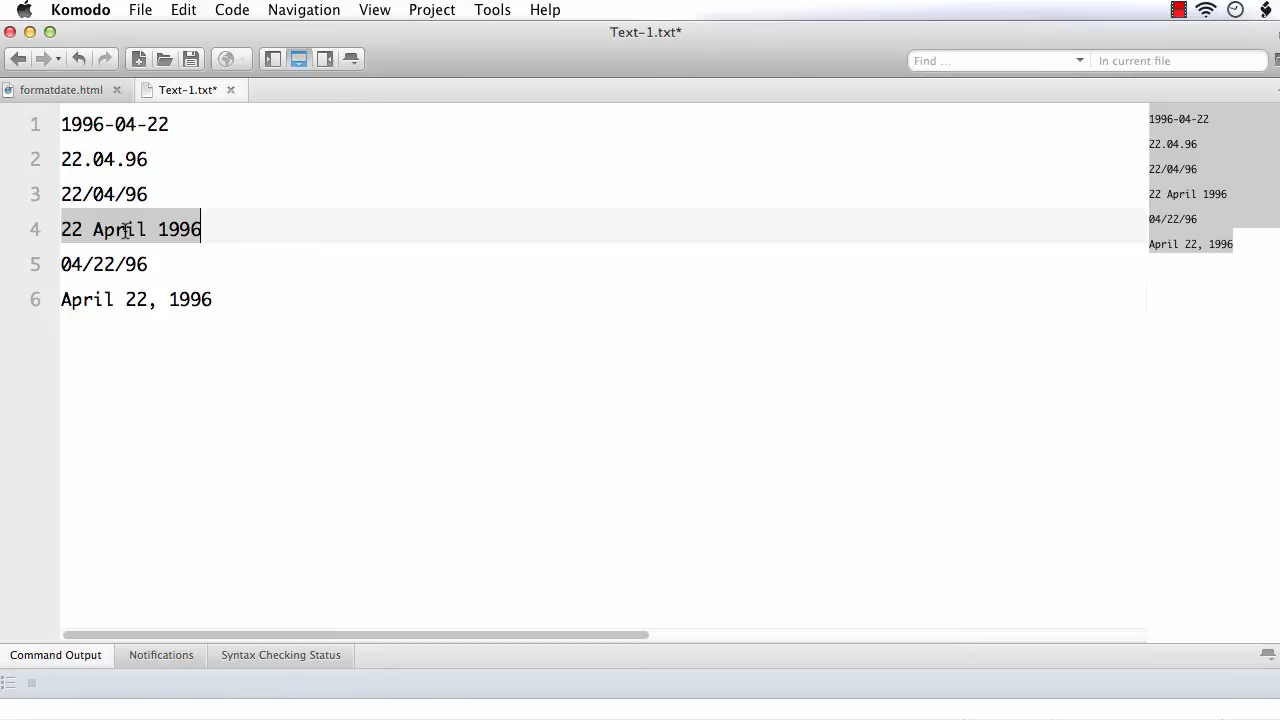 Komodo File Edit Code Navigation View Project Tools Help
Text-1.txt*
Find ... In current file
formatdate.html Text-1.txt*
1 1996-04-22
2 22.04.96
3 22/04/96
4 22 April 1996
5 04/22/96
6 April 22, 1996
1996-04-22
22.04.96
22/04/96
22 April 1996
04/22/96
April 22, 1996
Command Output Notifications Syntax Checking Status